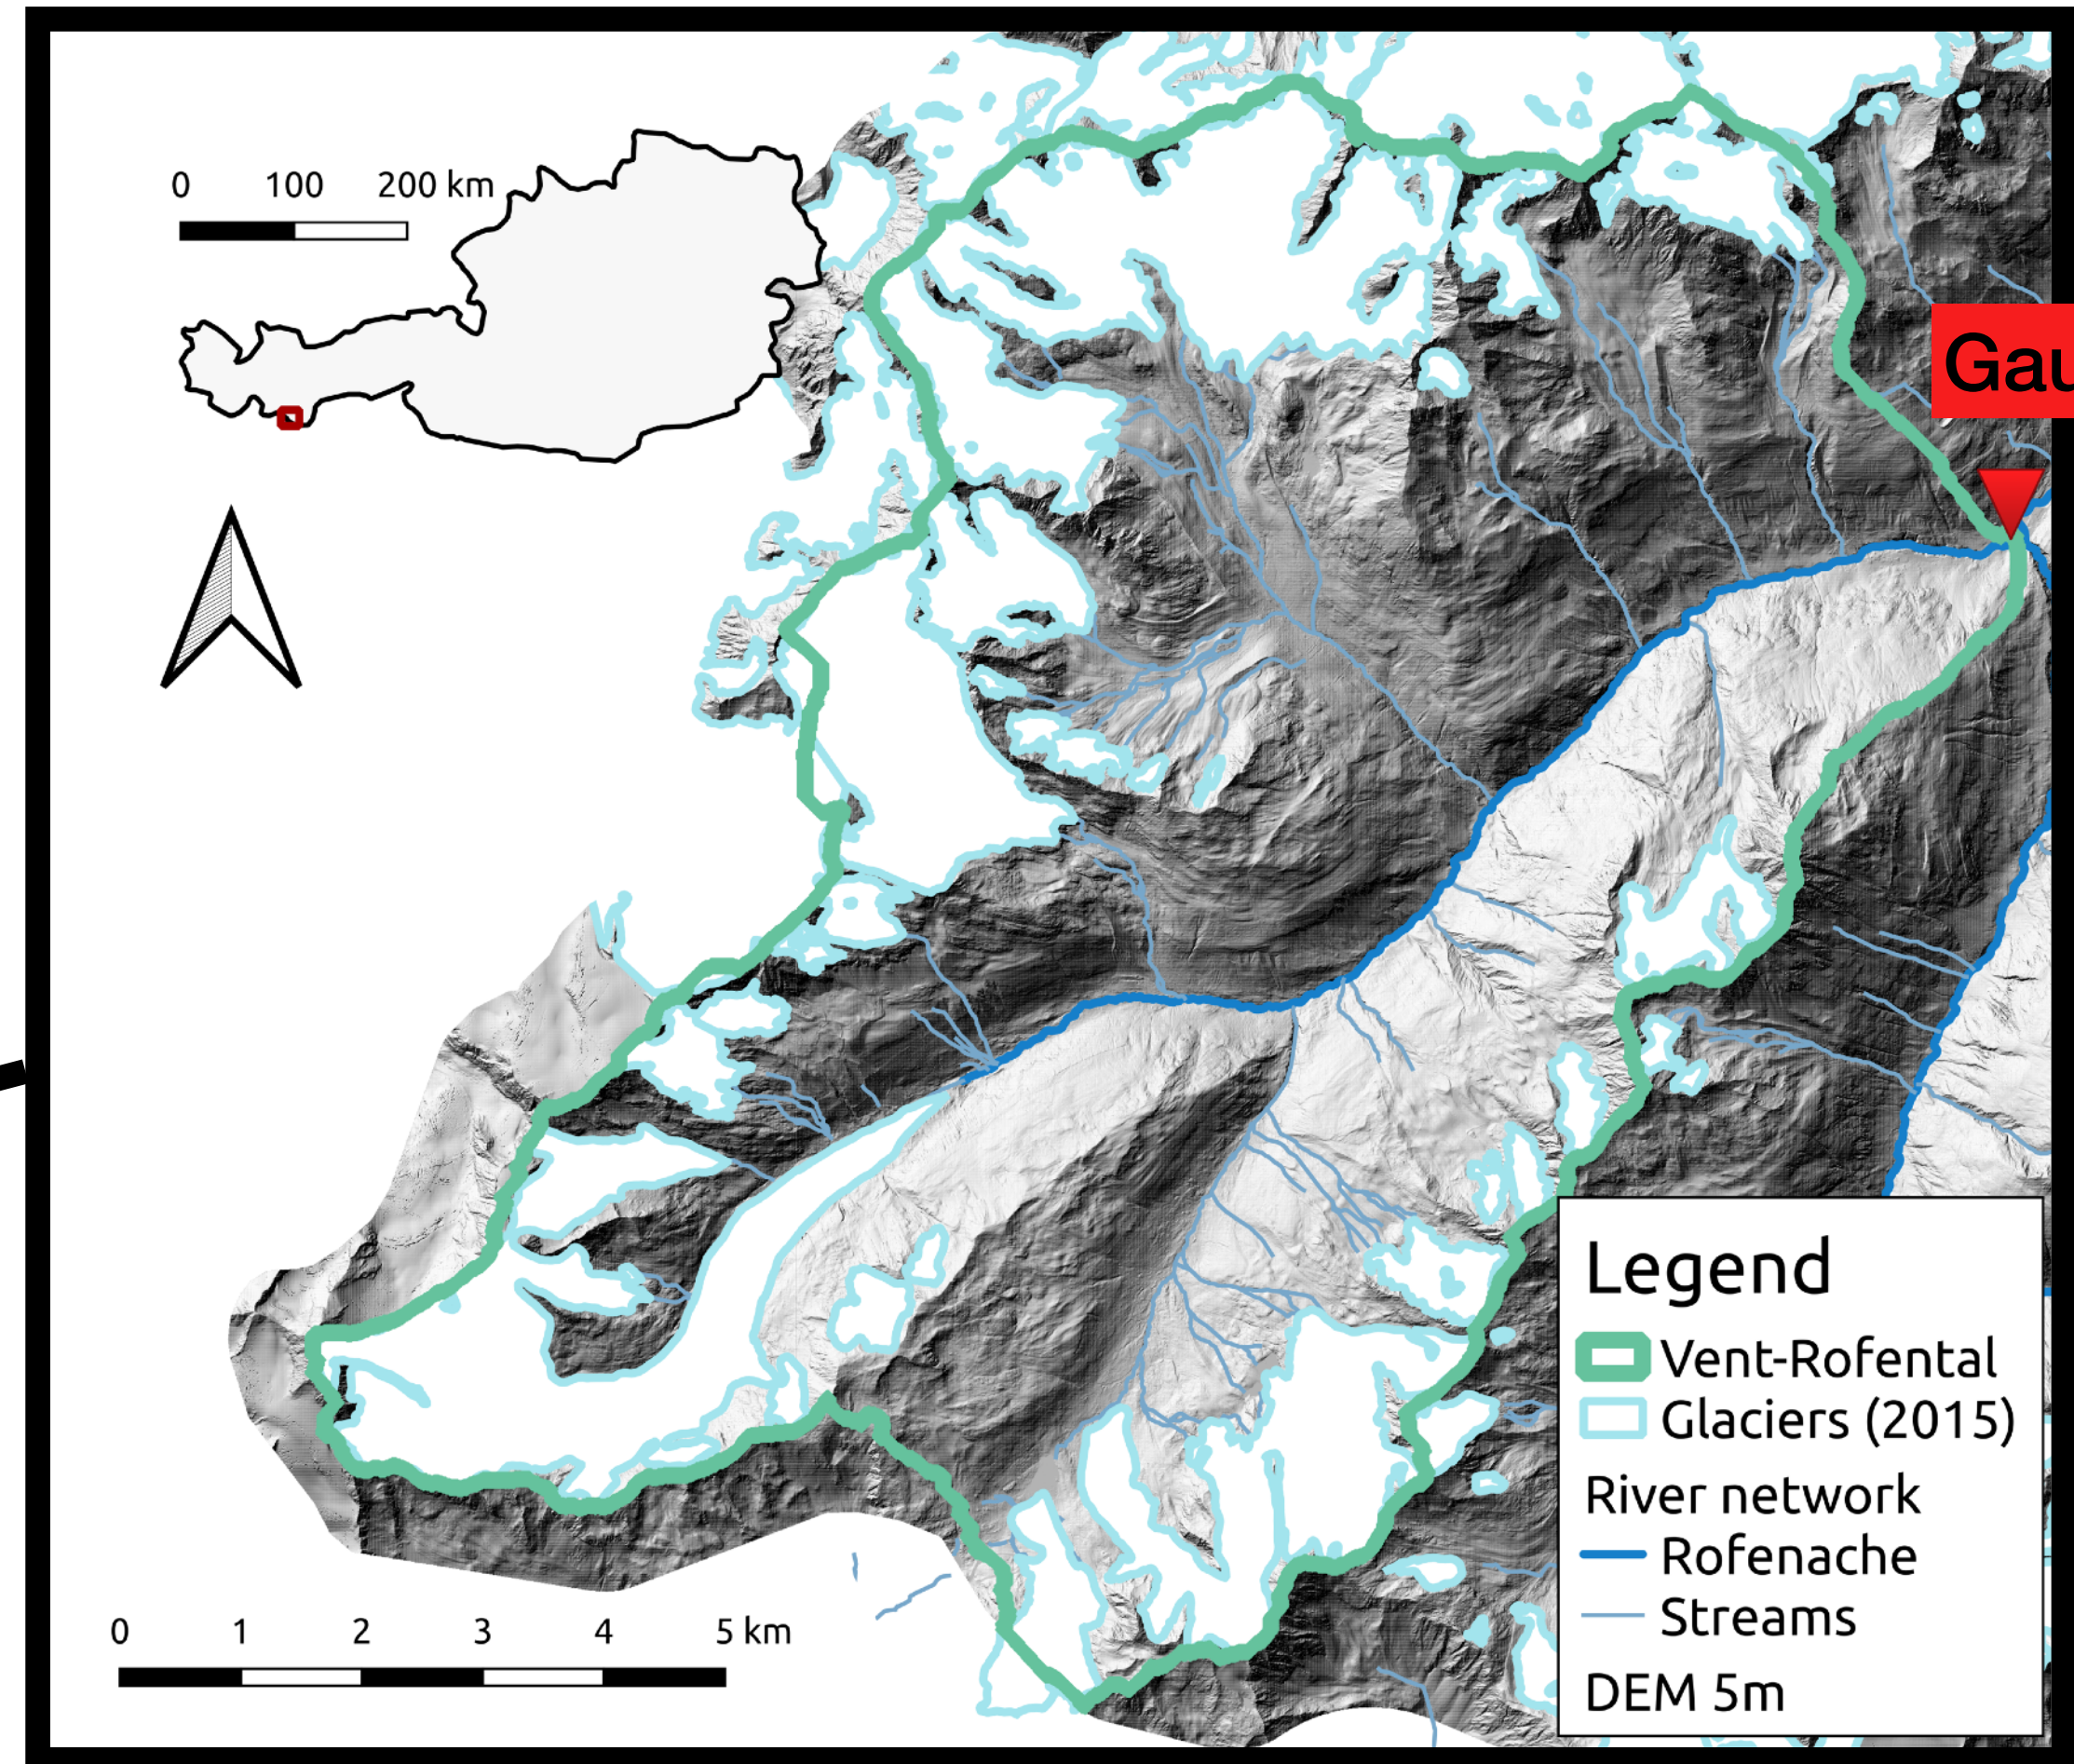 0 100 200 km
Gau
0 1 2 3 4 5 km
Legend
Vent-Rofental
Glaciers (2015)
River network
Rofenache
Streams
DEM 5m